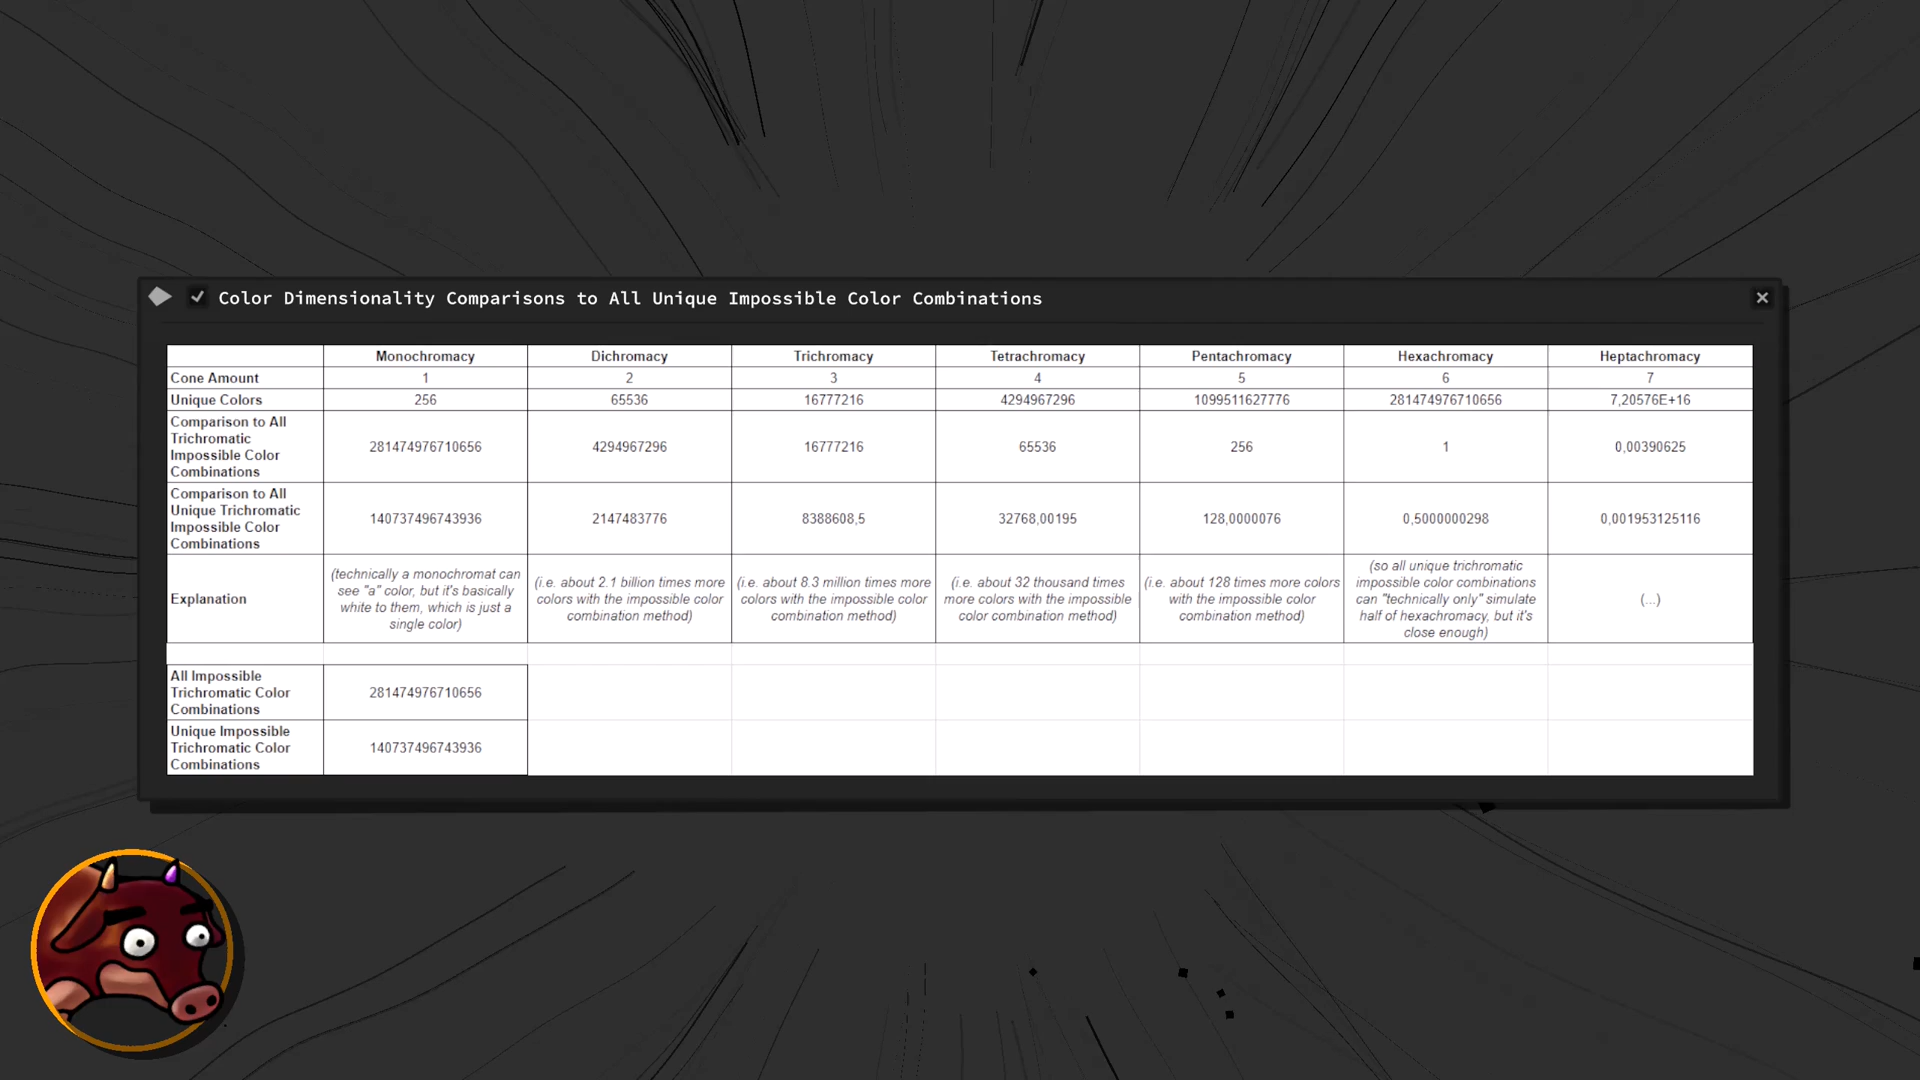 Color Dimensionality Comparisons to All Unique Impossible Color Combinations
Monochromacy Dichromacy Trichromacy Tetrachromacy Pentachromacy Hexachromacy Heptachromacy
Cone Amount 1 2 3 4 5 6 7
Unique Colors 256 65536 16777216 4294967296 1099511627776 281474976710656 7,20576E+16
Comparison to All
Trichromatic
Impossible Color
Combinations
281474976710656 4294967296 16777216 65536 256 1 0,00390625
Comparison to All
Unique Trichromatic
Impossible Color
Combinations
140737496743936 2147483776 8388608,5 32768,00195 128,0000076 0,5000000298 0,001953125116
Explanation
(technically a monochromat can
see "a" color, but it's basically
white to them, which is just a
single color)
(i.e. about 2.1 billion times more
colors with the impossible color
combination method)
(i.e. about 8.3 million times more
colors with the impossible color
combination method)
(i.e. about 32 thousand times
more colors with the impossible
color combination method)
(i.e. about 128 times more colors
with the impossible color
combination method)
(so all unique trichromatic
impossible color combinations
can "technically only" simulate
half of hexachromacy, but it's
close enough)
(...)
All Impossible
Trichromatic Color
Combinations
281474976710656
Unique Impossible
Trichromatic Color
Combinations
140737496743936